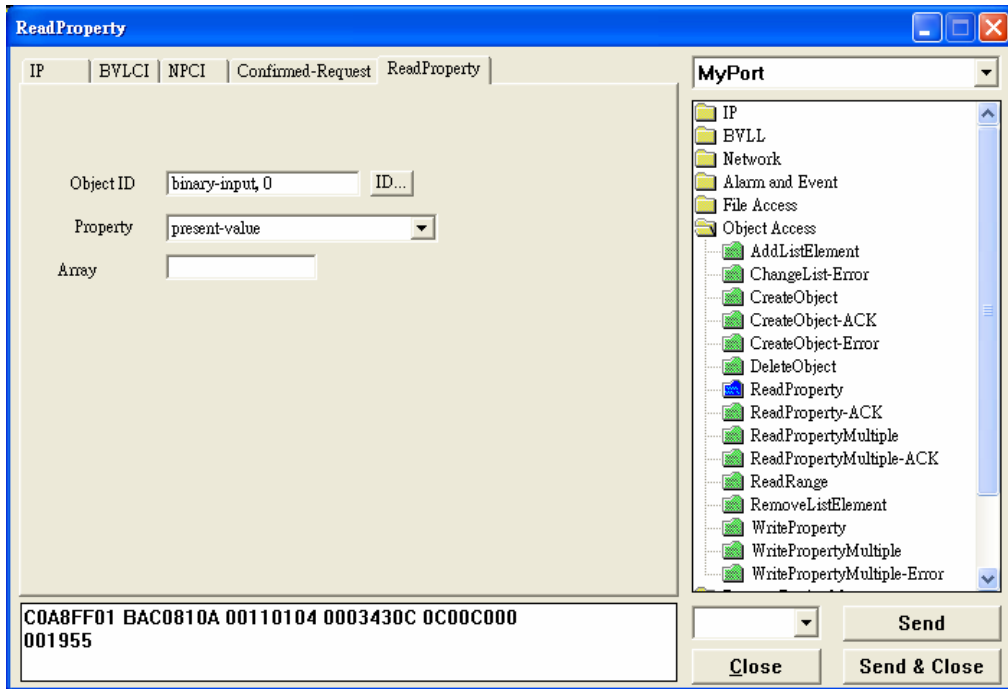 ReadProperty
IP BVLCI NPCI Confirmed-Request ReadProperty
Object ID binary-input, 0 ID...
Property present-value
Array
MyPort
IP
BVLL
Network
Alarm and Event
File Access
Object Access
AddListElement
ChangeList-Error
CreateObject
CreateObject-ACK
CreateObject-Error
DeleteObject
ReadProperty
ReadProperty-ACK
ReadPropertyMultiple
ReadPropertyMultiple-ACK
ReadRange
RemoveListElement
WriteProperty
WritePropertyMultiple
WritePropertyMultiple-Error
C0A8FF01 BAC0810A 00110104 0003430C 0C00C000
001955
Send
Close Send & Close